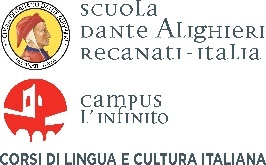 scuola
dante alighieri
recanati-italia
campus
l'infinito
CORSI DI LINGUA E CULTURA ITALIANA